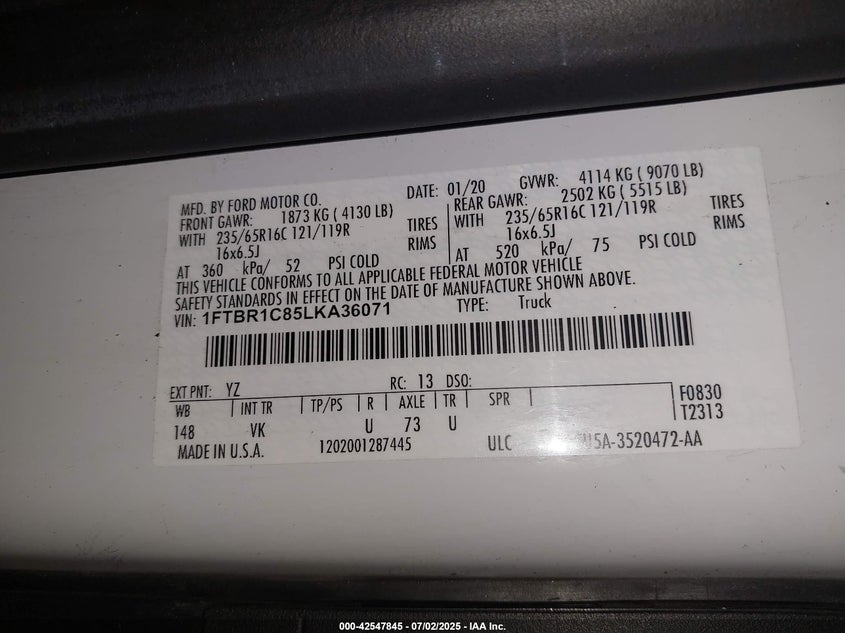 MFD. BY FORD MOTOR CO. DATE: 01/20 GVWR: 4114 KG ( 9070 LB)
FRONT GAWR: 1873 KG ( 4130 LB) REAR GAWR: 2502 KG ( 5515 LB)
WITH 235/65R16C 121/119R TIRES WITH 235/65R16C 121/119R TIRES
16x6.5J RIMS 16x6.5J RIMS
AT 360 kPa/ 52 PSI COLD AT 520 kPa/ 75 PSI COLD
THIS VEHICLE CONFORMS TO ALL APPLICABLE FEDERAL MOTOR VEHICLE
SAFETY STANDARDS IN EFFECT ON THE DATE OF MANUFACTURE SHOWN ABOVE.
VIN: 1FTBR1C85LKA36071 TYPE: Truck
EXT PNT: YZ RC: 13 DSO:
WB INT TR TP/PS R AXLE TR SPR F0830
148 VK U 73 U T2313
MADE IN U.S.A. 1202001287445 ULC U5A-3520472-AA
000-42547845 - 07/02/2025 - IAA Inc.